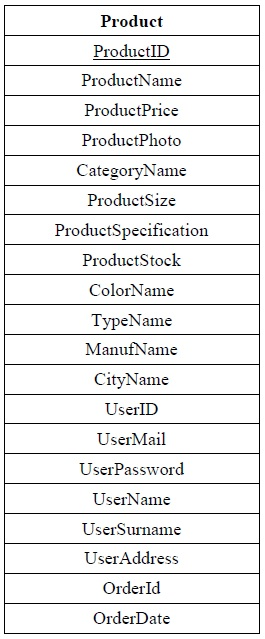 Product
ProductID
ProductName
ProductPrice
ProductPhoto
CategoryName
ProductSize
ProductSpecification
ProductStock
ColorName
TypeName
ManufName
CityName
UserID
UserMail
UserPassword
UserName
UserSurname
UserAddress
OrderId
OrderDate